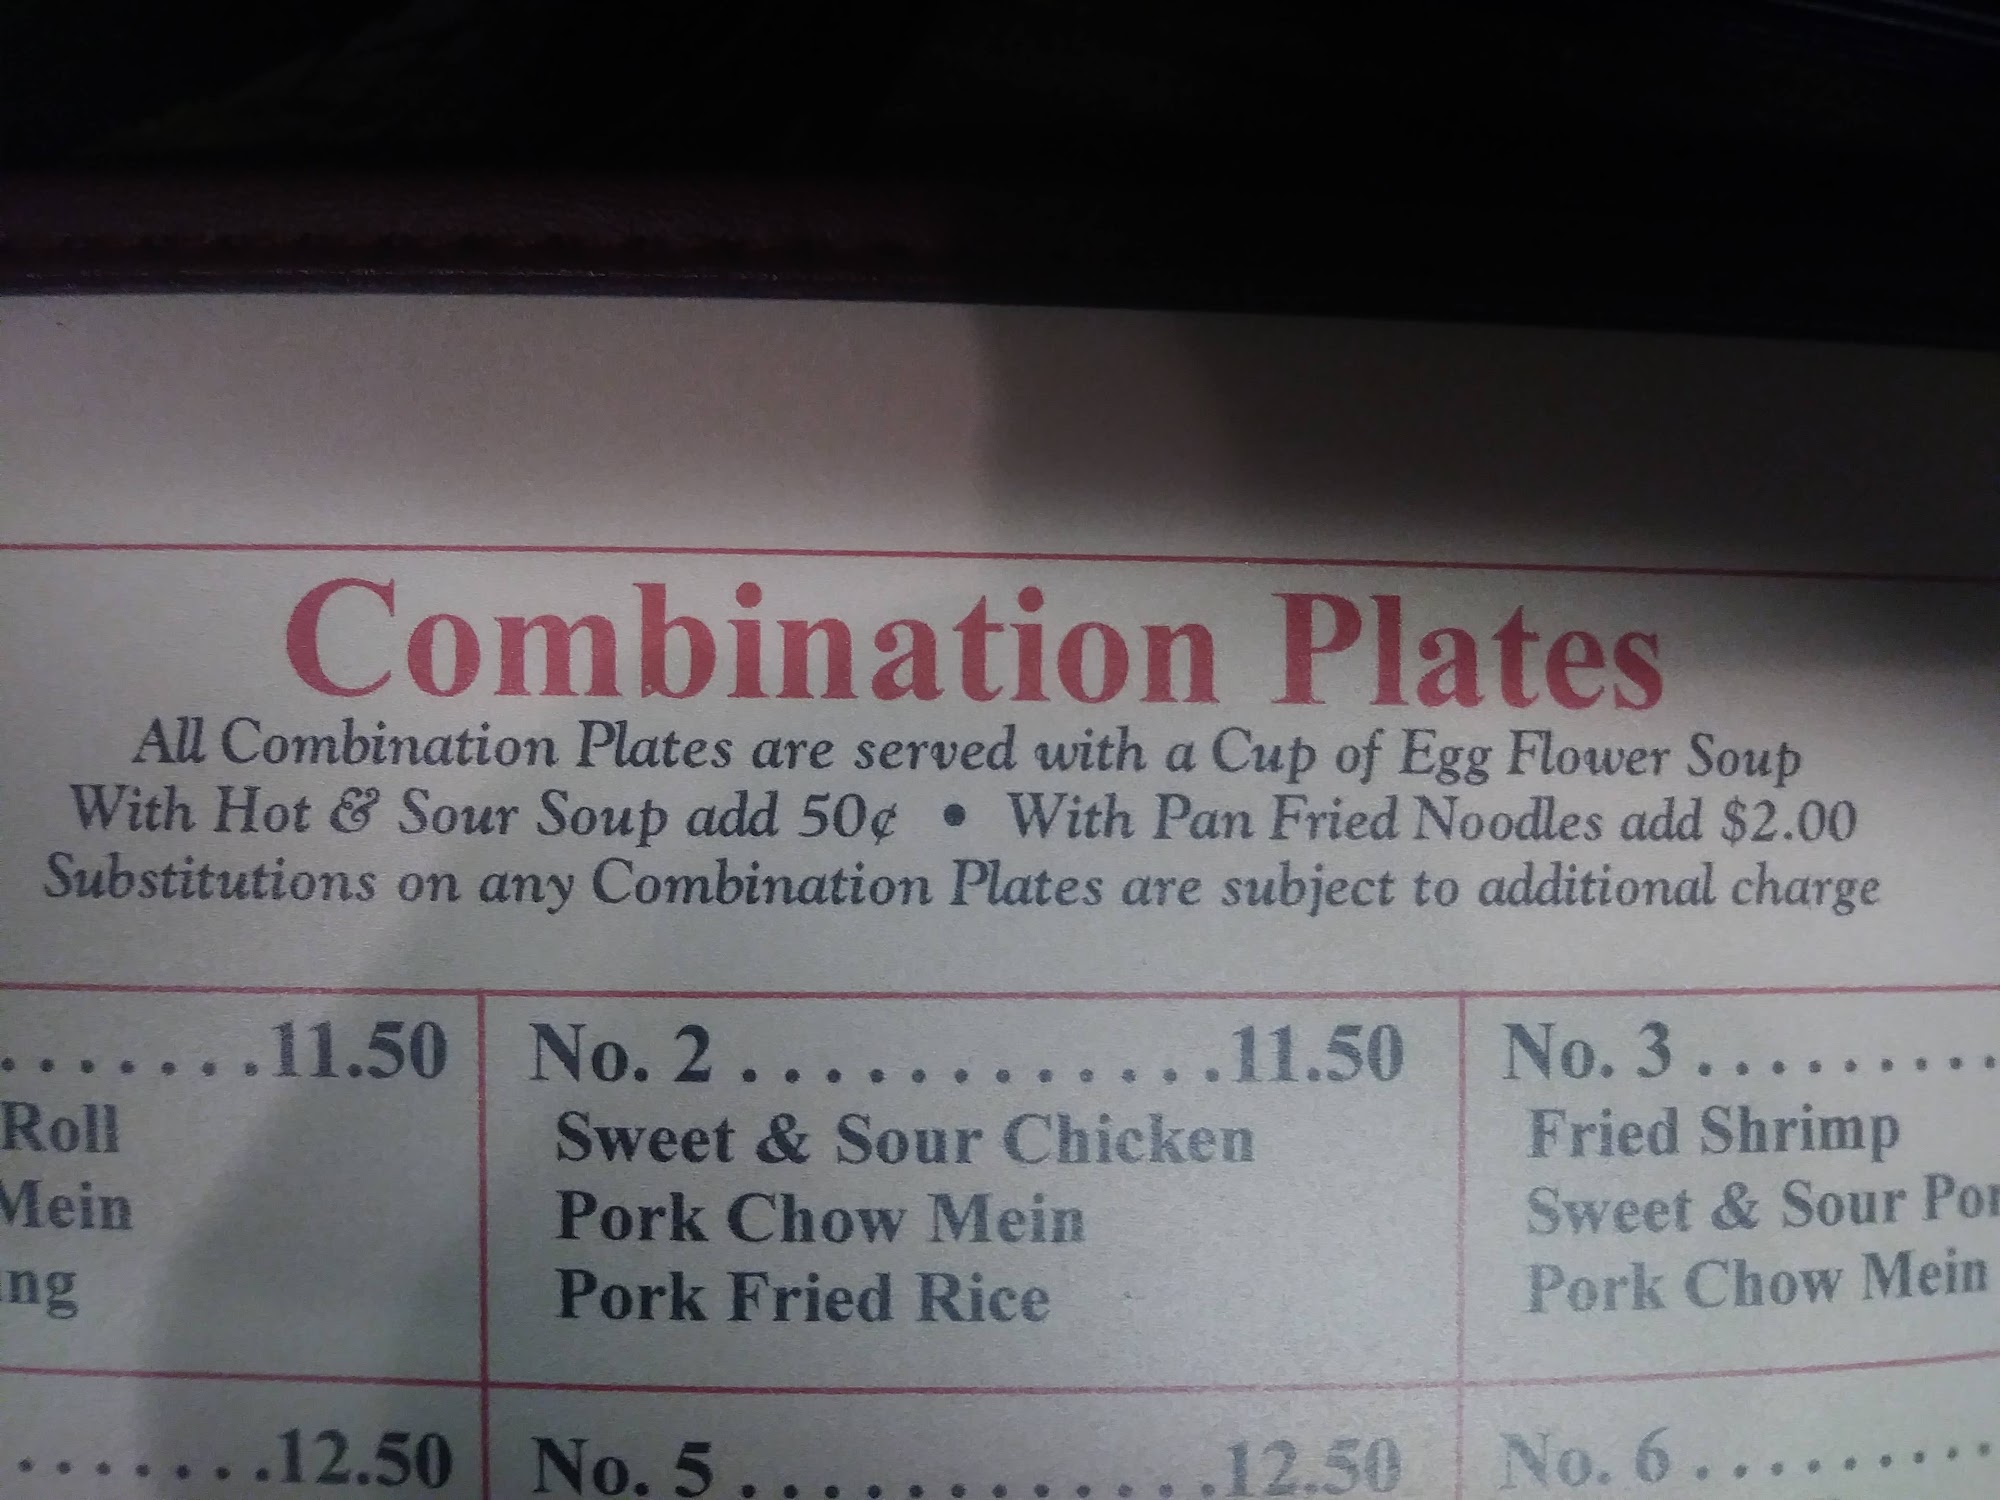 Combination Plates
All Combination Plates are served with a Cup of Egg Flower Soup
With Hot & Sour Soup add 50¢ • With Pan Fried Noodles add $2.00
Substitutions on any Combination Plates are subject to additional charge
.......11.50
Roll
Mein
No. 2..............11.50
Sweet & Sour Chicken
Pork Chow Mein
Pork Fried Rice
No. 3.........
Fried Shrimp
Sweet & Sour
Pork Chow Mein
.......12.50
No. 5..............12.50
No. 6.........